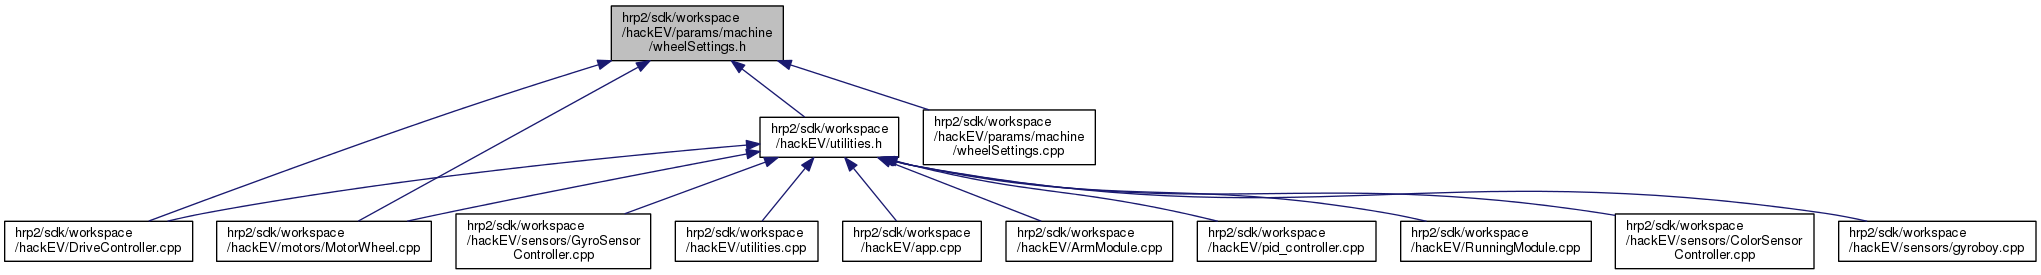 hrp2/sdk/workspace
/hackEV/params/machine
/wheelSettings.h
hrp2/sdk/workspace
/hackEV/utilities.h
hrp2/sdk/workspace
/hackEV/params/machine
/wheelSettings.cpp
hrp2/sdk/workspace
/hackEV/DriveController.cpp
hrp2/sdk/workspace
/hackEV/motors/MotorWheel.cpp
hrp2/sdk/workspace
/hackEV/sensors/GyroSensor
Controller.cpp
hrp2/sdk/workspace
/hackEV/utilities.cpp
hrp2/sdk/workspace
/hackEV/app.cpp
hrp2/sdk/workspace
/hackEV/ArmModule.cpp
hrp2/sdk/workspace
/hackEV/pid_controller.cpp
hrp2/sdk/workspace
/hackEV/RunningModule.cpp
hrp2/sdk/workspace
/hackEV/sensors/ColorSensor
Controller.cpp
hrp2/sdk/workspace
/hackEV/sensors/gyroboy.cpp